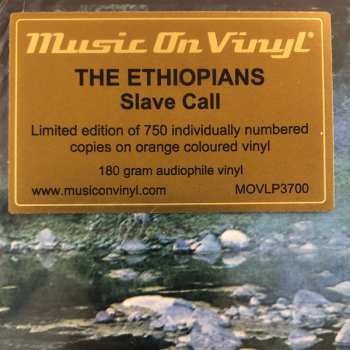 Music On Vinyl®
THE ETHIOPIANS
Slave Call
Limited edition of 750 individually numbered
copies on orange coloured vinyl
180 gram audiophile vinyl
www.musiconvinyl.com MOVLP3700